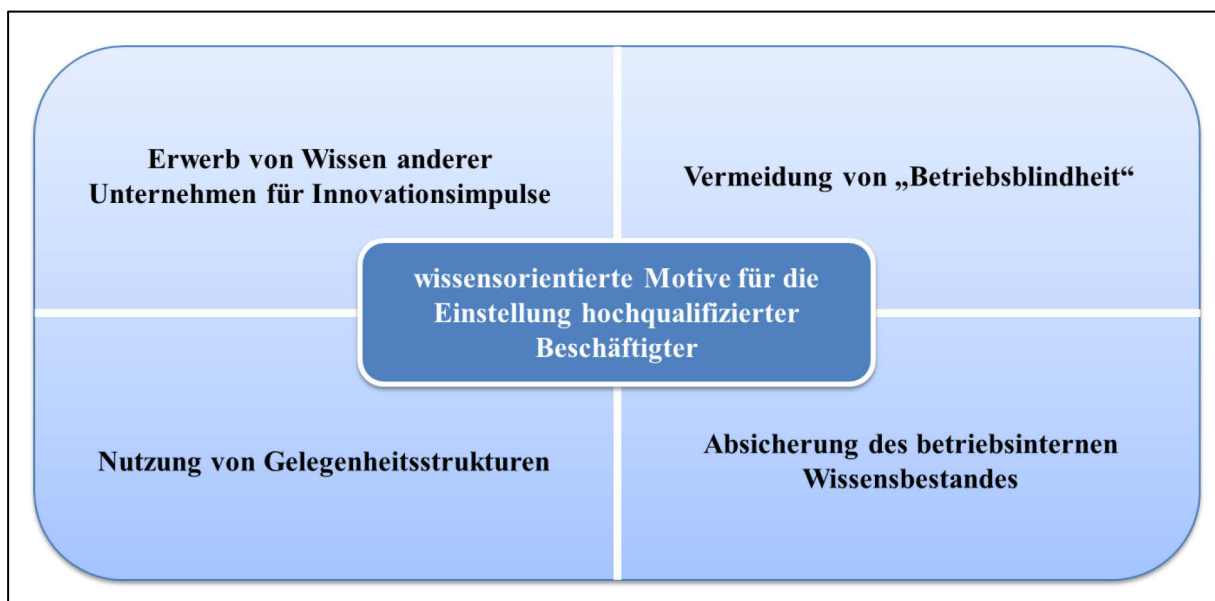 Erwerb von Wissen anderer
Unternehmen für Innovationsimpulse
Vermeidung von „Betriebsblindheit“
wissensorientierte Motive für die
Einstellung hochqualifizierter
Beschäftigter
Nutzung von Gelegenheitsstrukturen
Absicherung des betriebsinternen
Wissensbestandes